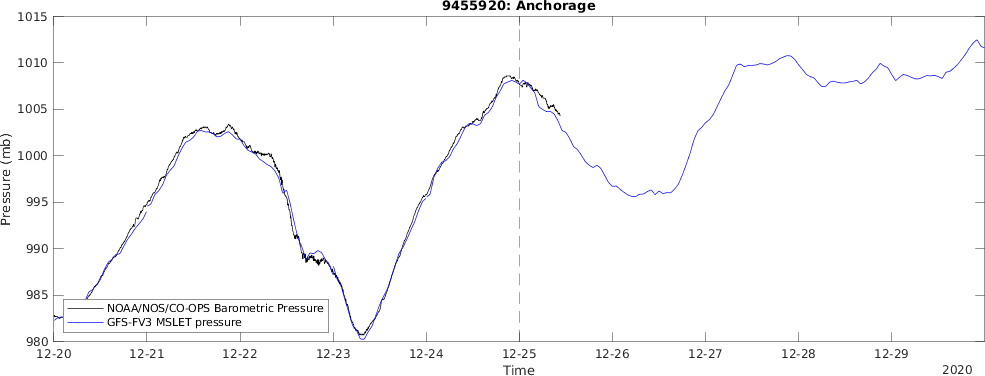 9455920: Anchorage
1015
1010
1005
1000
995
990
985
980
Pressure (mb)
NOAA/NOS/CO-OPS Barometric Pressure
GFS-FV3 MSLET pressure
12-20 12-21 12-22 12-23 12-24 12-25 12-26 12-27 12-28 12-29
Time
2020